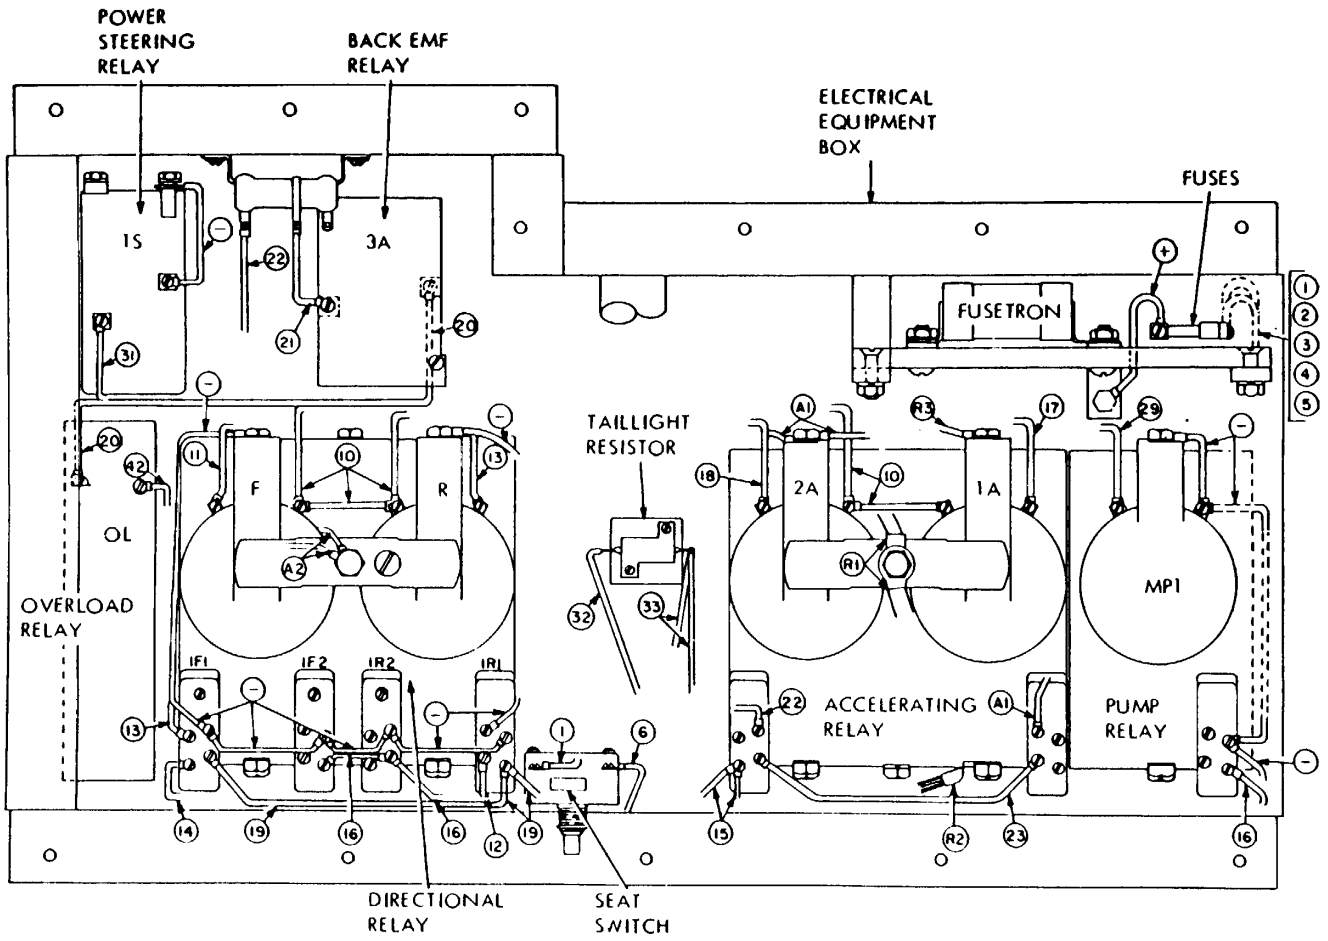 POWER
STEERING
RELAY
BACK EMF
RELAY
ELECTRICAL
EQUIPMENT
BOX
FUSES
1S
-
22
3A
21
20
31
+
FUSETRON
1
2
3
4
5
-
-
TAILLIGHT
RESISTOR
A1
R3
17
29
-
20
42
11
10
13
F
R
18
2A
10
1A
OL
A2
R1
MP1
OVERLOAD
RELAY
32
33
1F1
1F2
1R2
1R1
-
-
13
22
ACCELERATING
RELAY
A1
PUMP
RELAY
1
6
-
14
19
16
16
12
19
15
R2
23
16
DIRECTIONAL
RELAY
SEAT
SWITCH